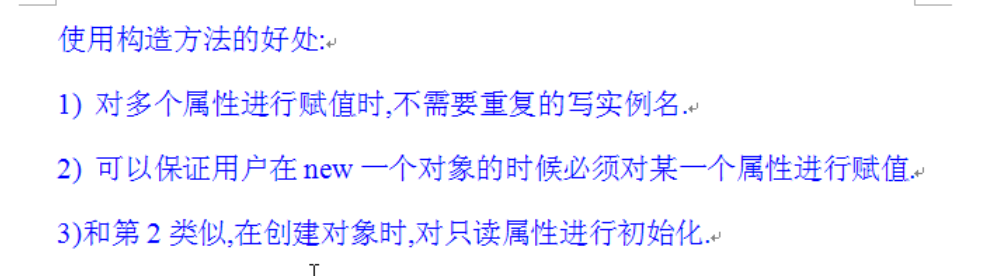 使用构造方法的好处:
1) 对多个属性进行赋值时,不需要重复的写实例名.
2) 可以保证用户在 new 一个对象的时候必须对某一个属性进行赋值.
3)和第 2 类似,在创建对象时,对只读属性进行初始化.